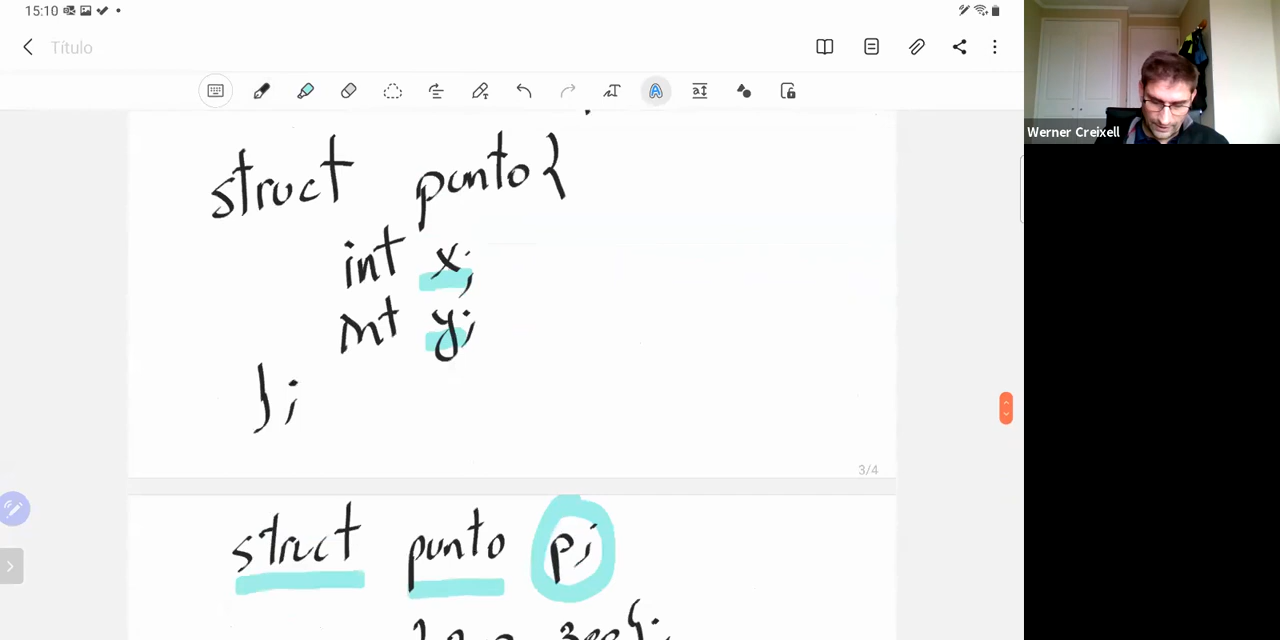 15:10
Título
Werner Creixell
struct punto{
int x;
int y;
};
3/4
struct punto p;